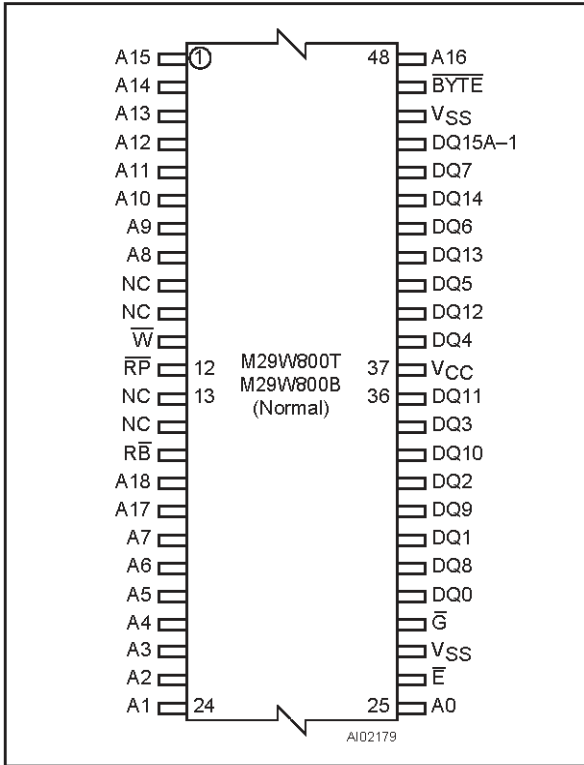 A15 1 48 A16
A14 B̅Y̅T̅E̅
A13 VSS
A12 DQ15A–1
A11 DQ7
A10 DQ14
A9 DQ6
A8 DQ13
NC DQ5
NC DQ12
W̅ DQ4
R̅P̅ 12 M29W800T 37 VCC
NC 13 M29W800B 36 DQ11
(Normal)
NC DQ3
RB̅ DQ10
A18 DQ2
A17 DQ9
A7 DQ1
A6 DQ8
A5 DQ0
A4 G̅
A3 VSS
A2 E̅
A1 24 25 A0
AI02179